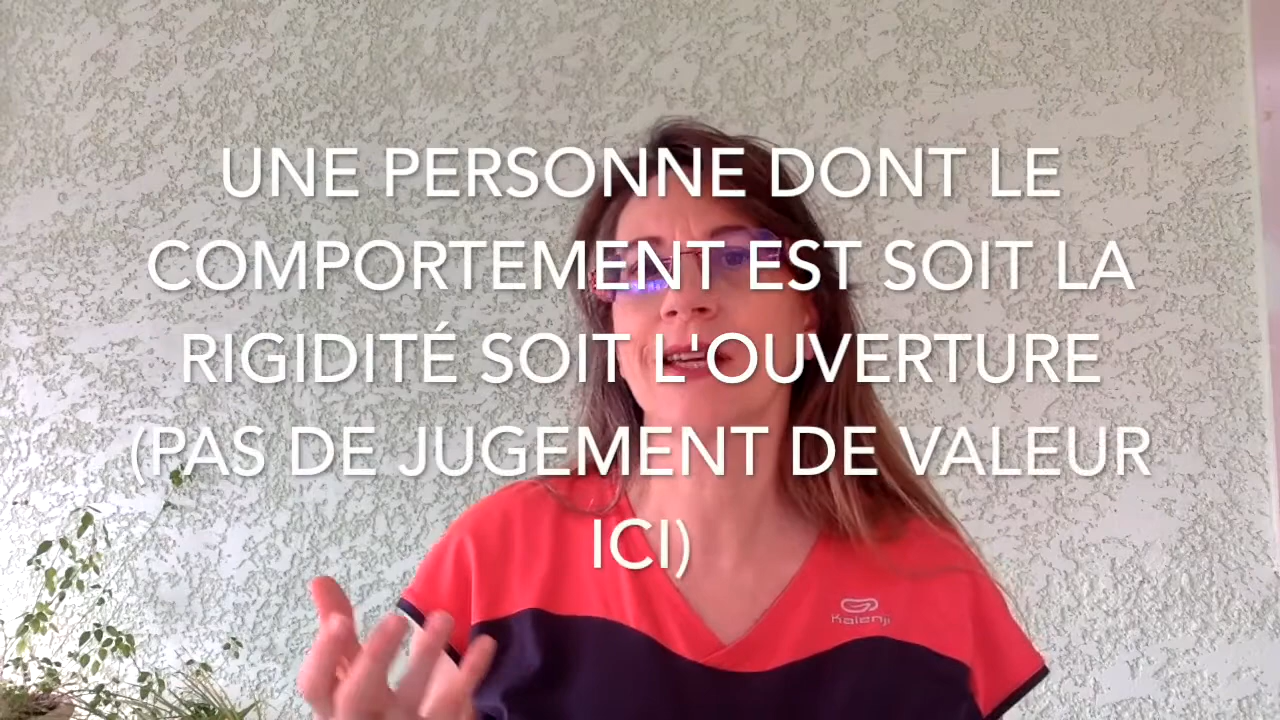 UNE PERSONNE DONT LE
COMPORTEMENT EST SOIT LA
RIGIDITÉ SOIT L'OUVERTURE
(PAS DE JUGEMENT DE VALEUR
ICI)
Kalenji